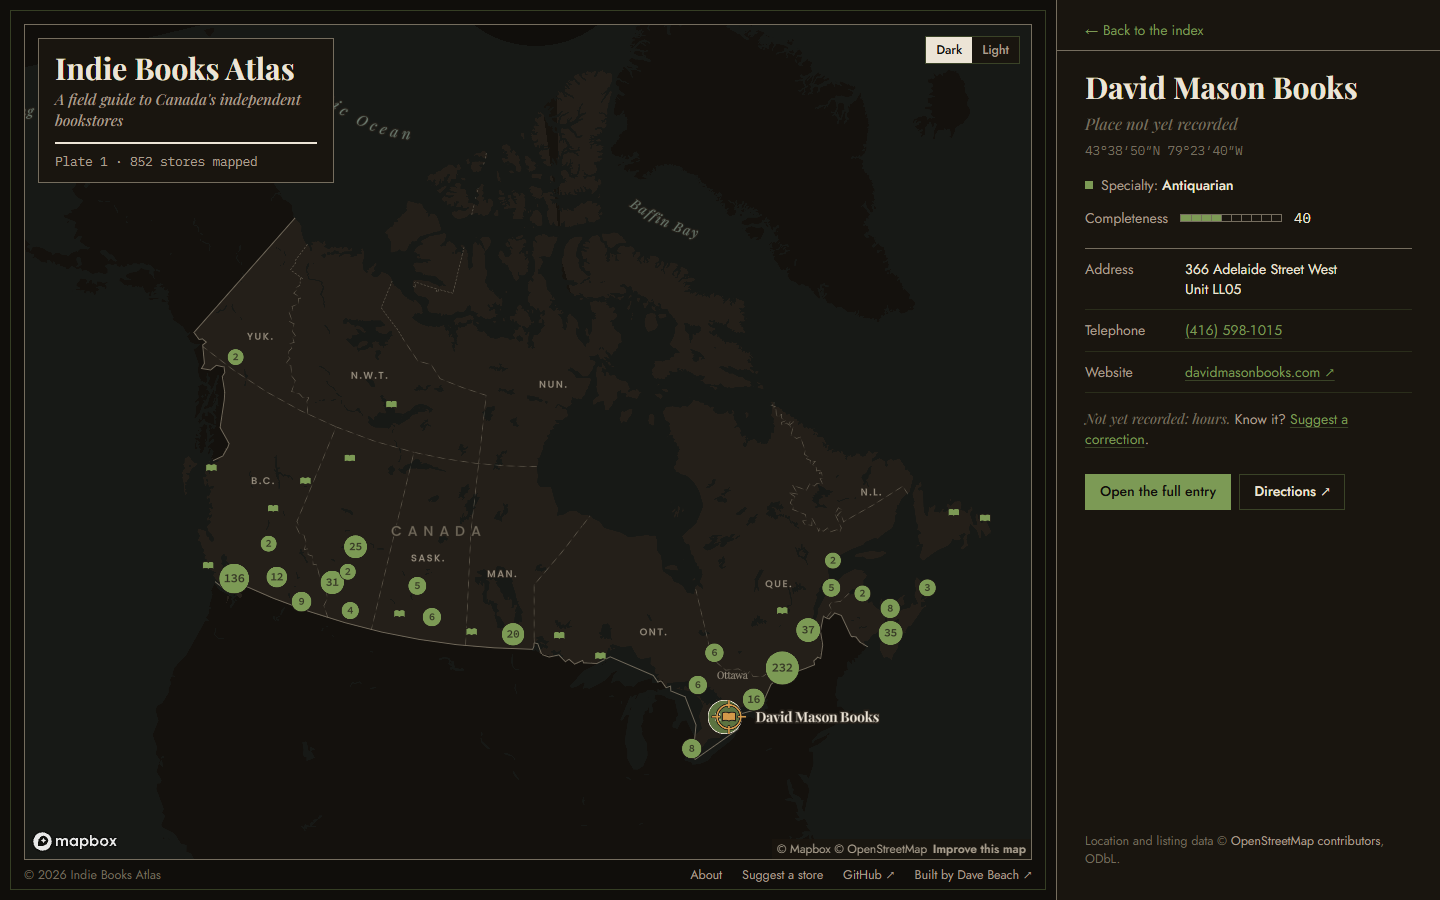 Indie Books Atlas
A field guide to Canada's independent
bookstores
Plate 1 · 852 stores mapped
Dark
Light
ic Ocean
Baffin Bay
YUK.
2
N.W.T.
NUN.
B.C.
N.L.
CANADA
2
25
SASK.
2
136
12
31
MAN.
5
QUE.
2
5
2
3
9
4
6
8
20
ONT.
37
35
6
232
Ottawa
6
16
David Mason Books
8
mapbox
© Mapbox © OpenStreetMap Improve this map
© 2026 Indie Books Atlas
About
Suggest a store
GitHub ↗
Built by Dave Beach ↗
← Back to the index
David Mason Books
Place not yet recorded
43°38′50″N 79°23′40″W
Specialty: Antiquarian
Completeness 40
Address 366 Adelaide Street West
Unit LL05
Telephone (416) 598-1015
Website davidmasonbooks.com ↗
Not yet recorded: hours. Know it? Suggest a
correction.
Open the full entry
Directions ↗
Location and listing data © OpenStreetMap contributors,
ODbL.